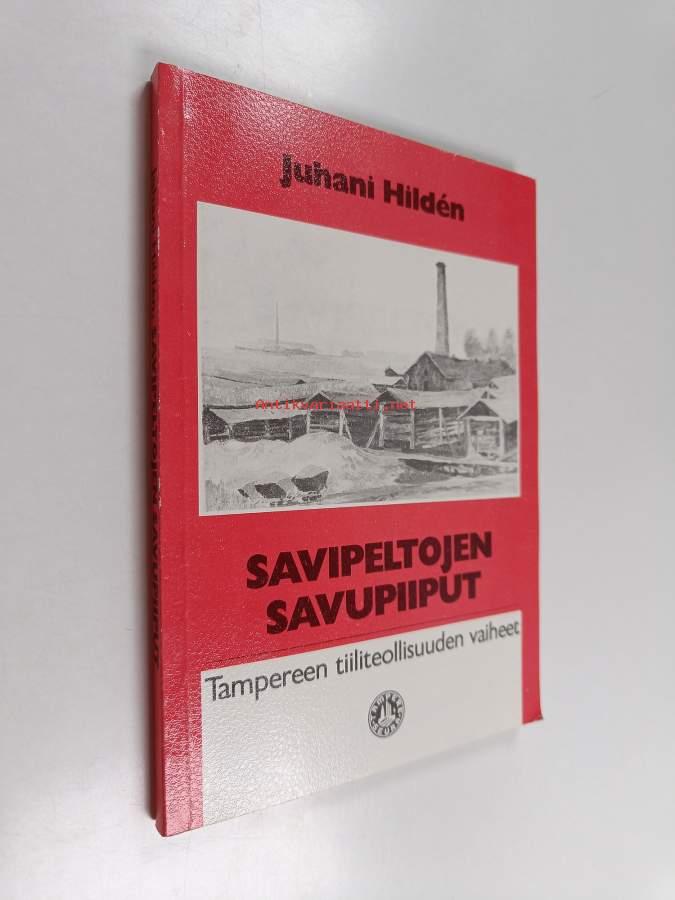 Juhani Hildén
Antikvariaatti.net
SAVIPELTOJEN
SAVUPIIPUT
Tampereen tiiliteollisuuden vaiheet